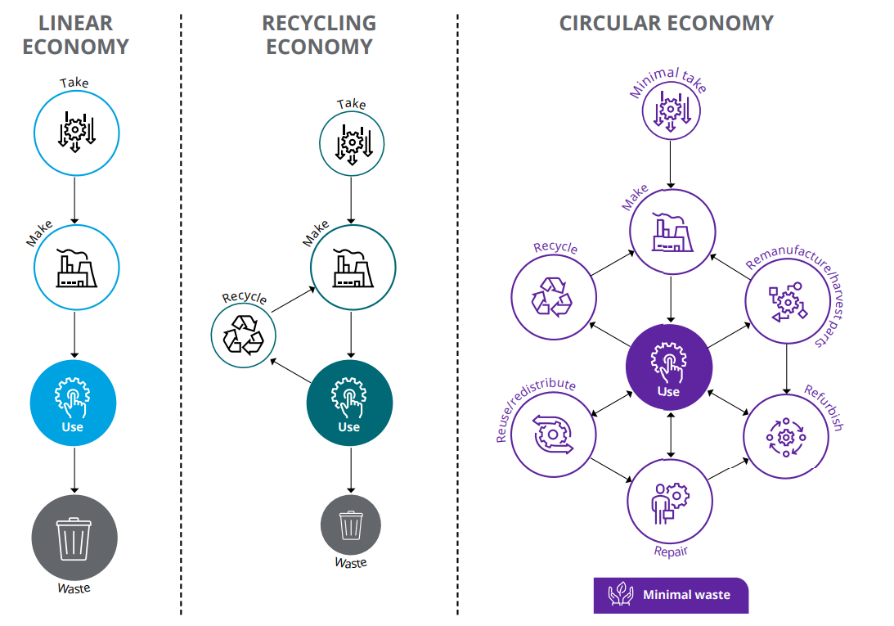 LINEAR
ECONOMY
Take
Make
Use
Waste
RECYCLING
ECONOMY
Take
Make
Recycle
Use
Waste
CIRCULAR ECONOMY
Minimal take
Make
Recycle
Remanufacture/harvest parts
Use
Reuse/redistribute
Refurbish
Repair
Minimal waste